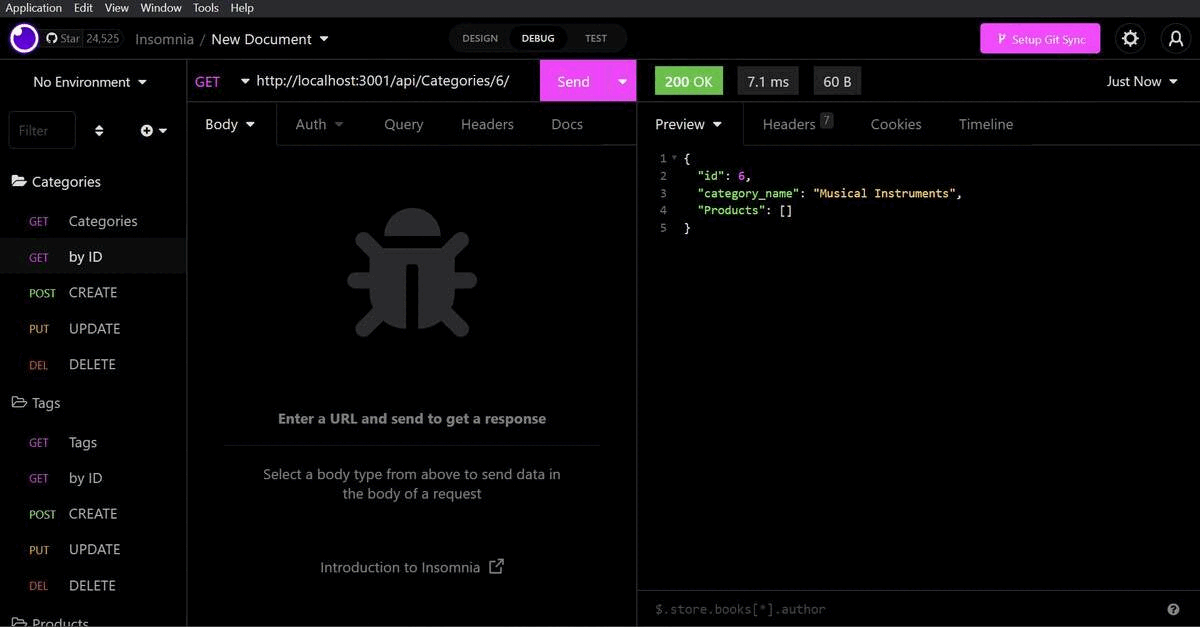 Application Edit View Window Tools Help
Star 24,525 Insomnia / New Document DESIGN DEBUG TEST Setup Git Sync
No Environment GET http://localhost:3001/api/Categories/6/ Send 200 OK 7.1 ms 60 B Just Now
Filter Body Auth Query Headers Docs Preview Headers 7 Cookies Timeline
Categories
GET Categories
GET by ID
POST CREATE
PUT UPDATE
DEL DELETE
Tags
GET Tags
GET by ID
POST CREATE
PUT UPDATE
DEL DELETE
Products
Enter a URL and send to get a response
Select a body type from above to send data in
the body of a request
Introduction to Insomnia
1 {
2 "id": 6,
3 "category_name": "Musical Instruments",
4 "Products": []
5 }
$.store.books[*].author